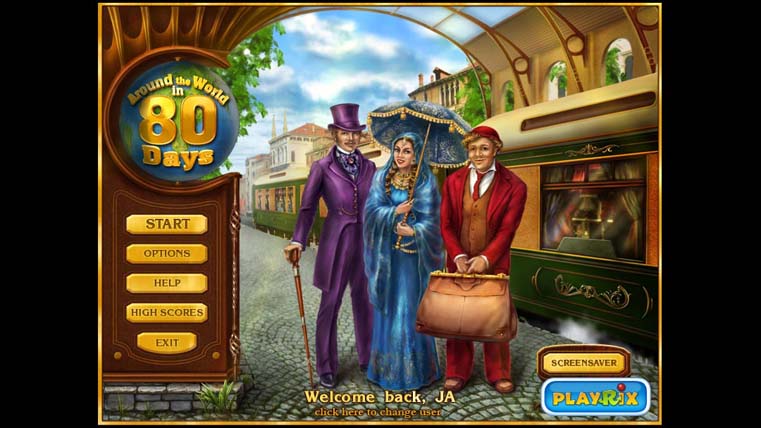 Around the World
in
80
Days
START
OPTIONS
HELP
HIGH SCORES
EXIT
SCREENSAVER
PLAYRIX
Welcome back, JA
click here to change user